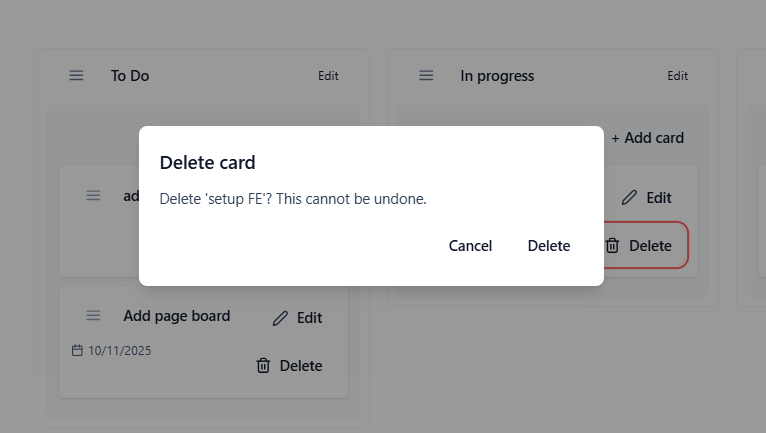 To Do
Edit
In progress
Edit
+ Add card
Delete card
Delete 'setup FE'? This cannot be undone.
Cancel
Delete
ad
Edit
Delete
Add page board
Edit
10/11/2025
Delete